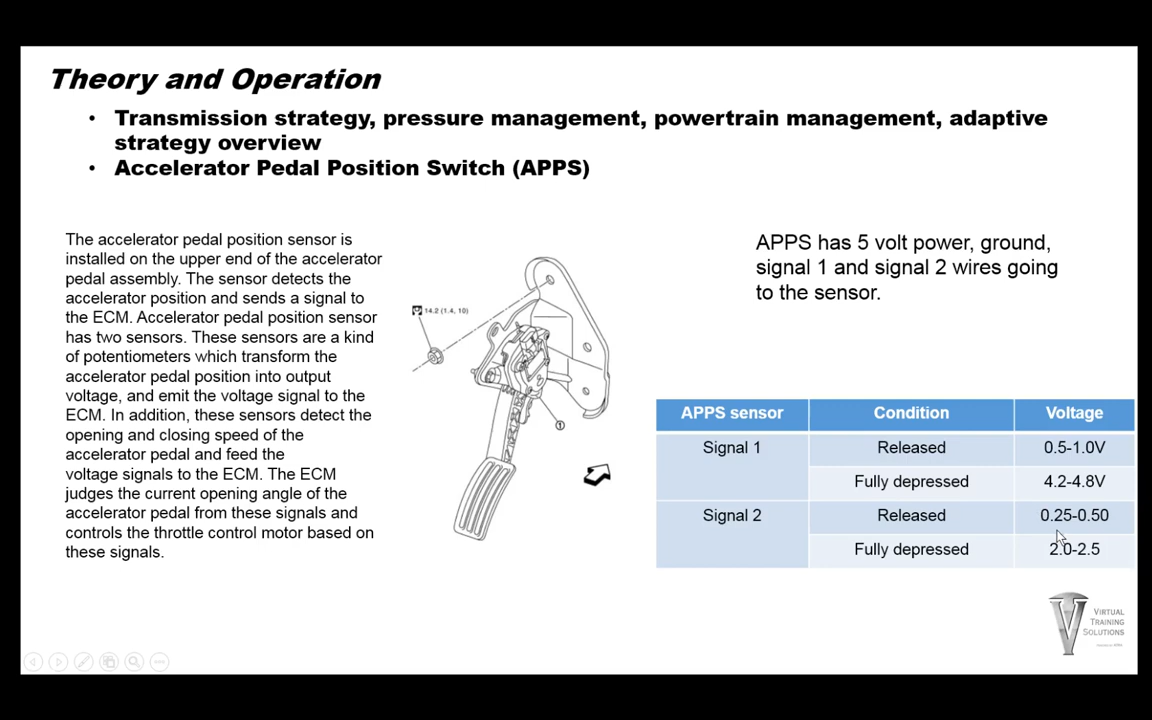 Theory and Operation
• Transmission strategy, pressure management, powertrain management, adaptive
strategy overview
• Accelerator Pedal Position Switch (APPS)
The accelerator pedal position sensor is
installed on the upper end of the accelerator
pedal assembly. The sensor detects the
accelerator position and sends a signal to
the ECM. Accelerator pedal position sensor
has two sensors. These sensors are a kind
of potentiometers which transform the
accelerator pedal position into output
voltage, and emit the voltage signal to the
ECM. In addition, these sensors detect the
opening and closing speed of the
accelerator pedal and feed the
voltage signals to the ECM. The ECM
judges the current opening angle of the
accelerator pedal from these signals and
controls the throttle control motor based on
these signals.
14.2 (1.4, 10)
1
APPS has 5 volt power, ground,
signal 1 and signal 2 wires going
to the sensor.
APPS sensor Condition Voltage
Signal 1 Released 0.5-1.0V
Fully depressed 4.2-4.8V
Signal 2 Released 0.25-0.50
Fully depressed 2.0-2.5
V
VIRTUAL
TRAINING
SOLUTIONS